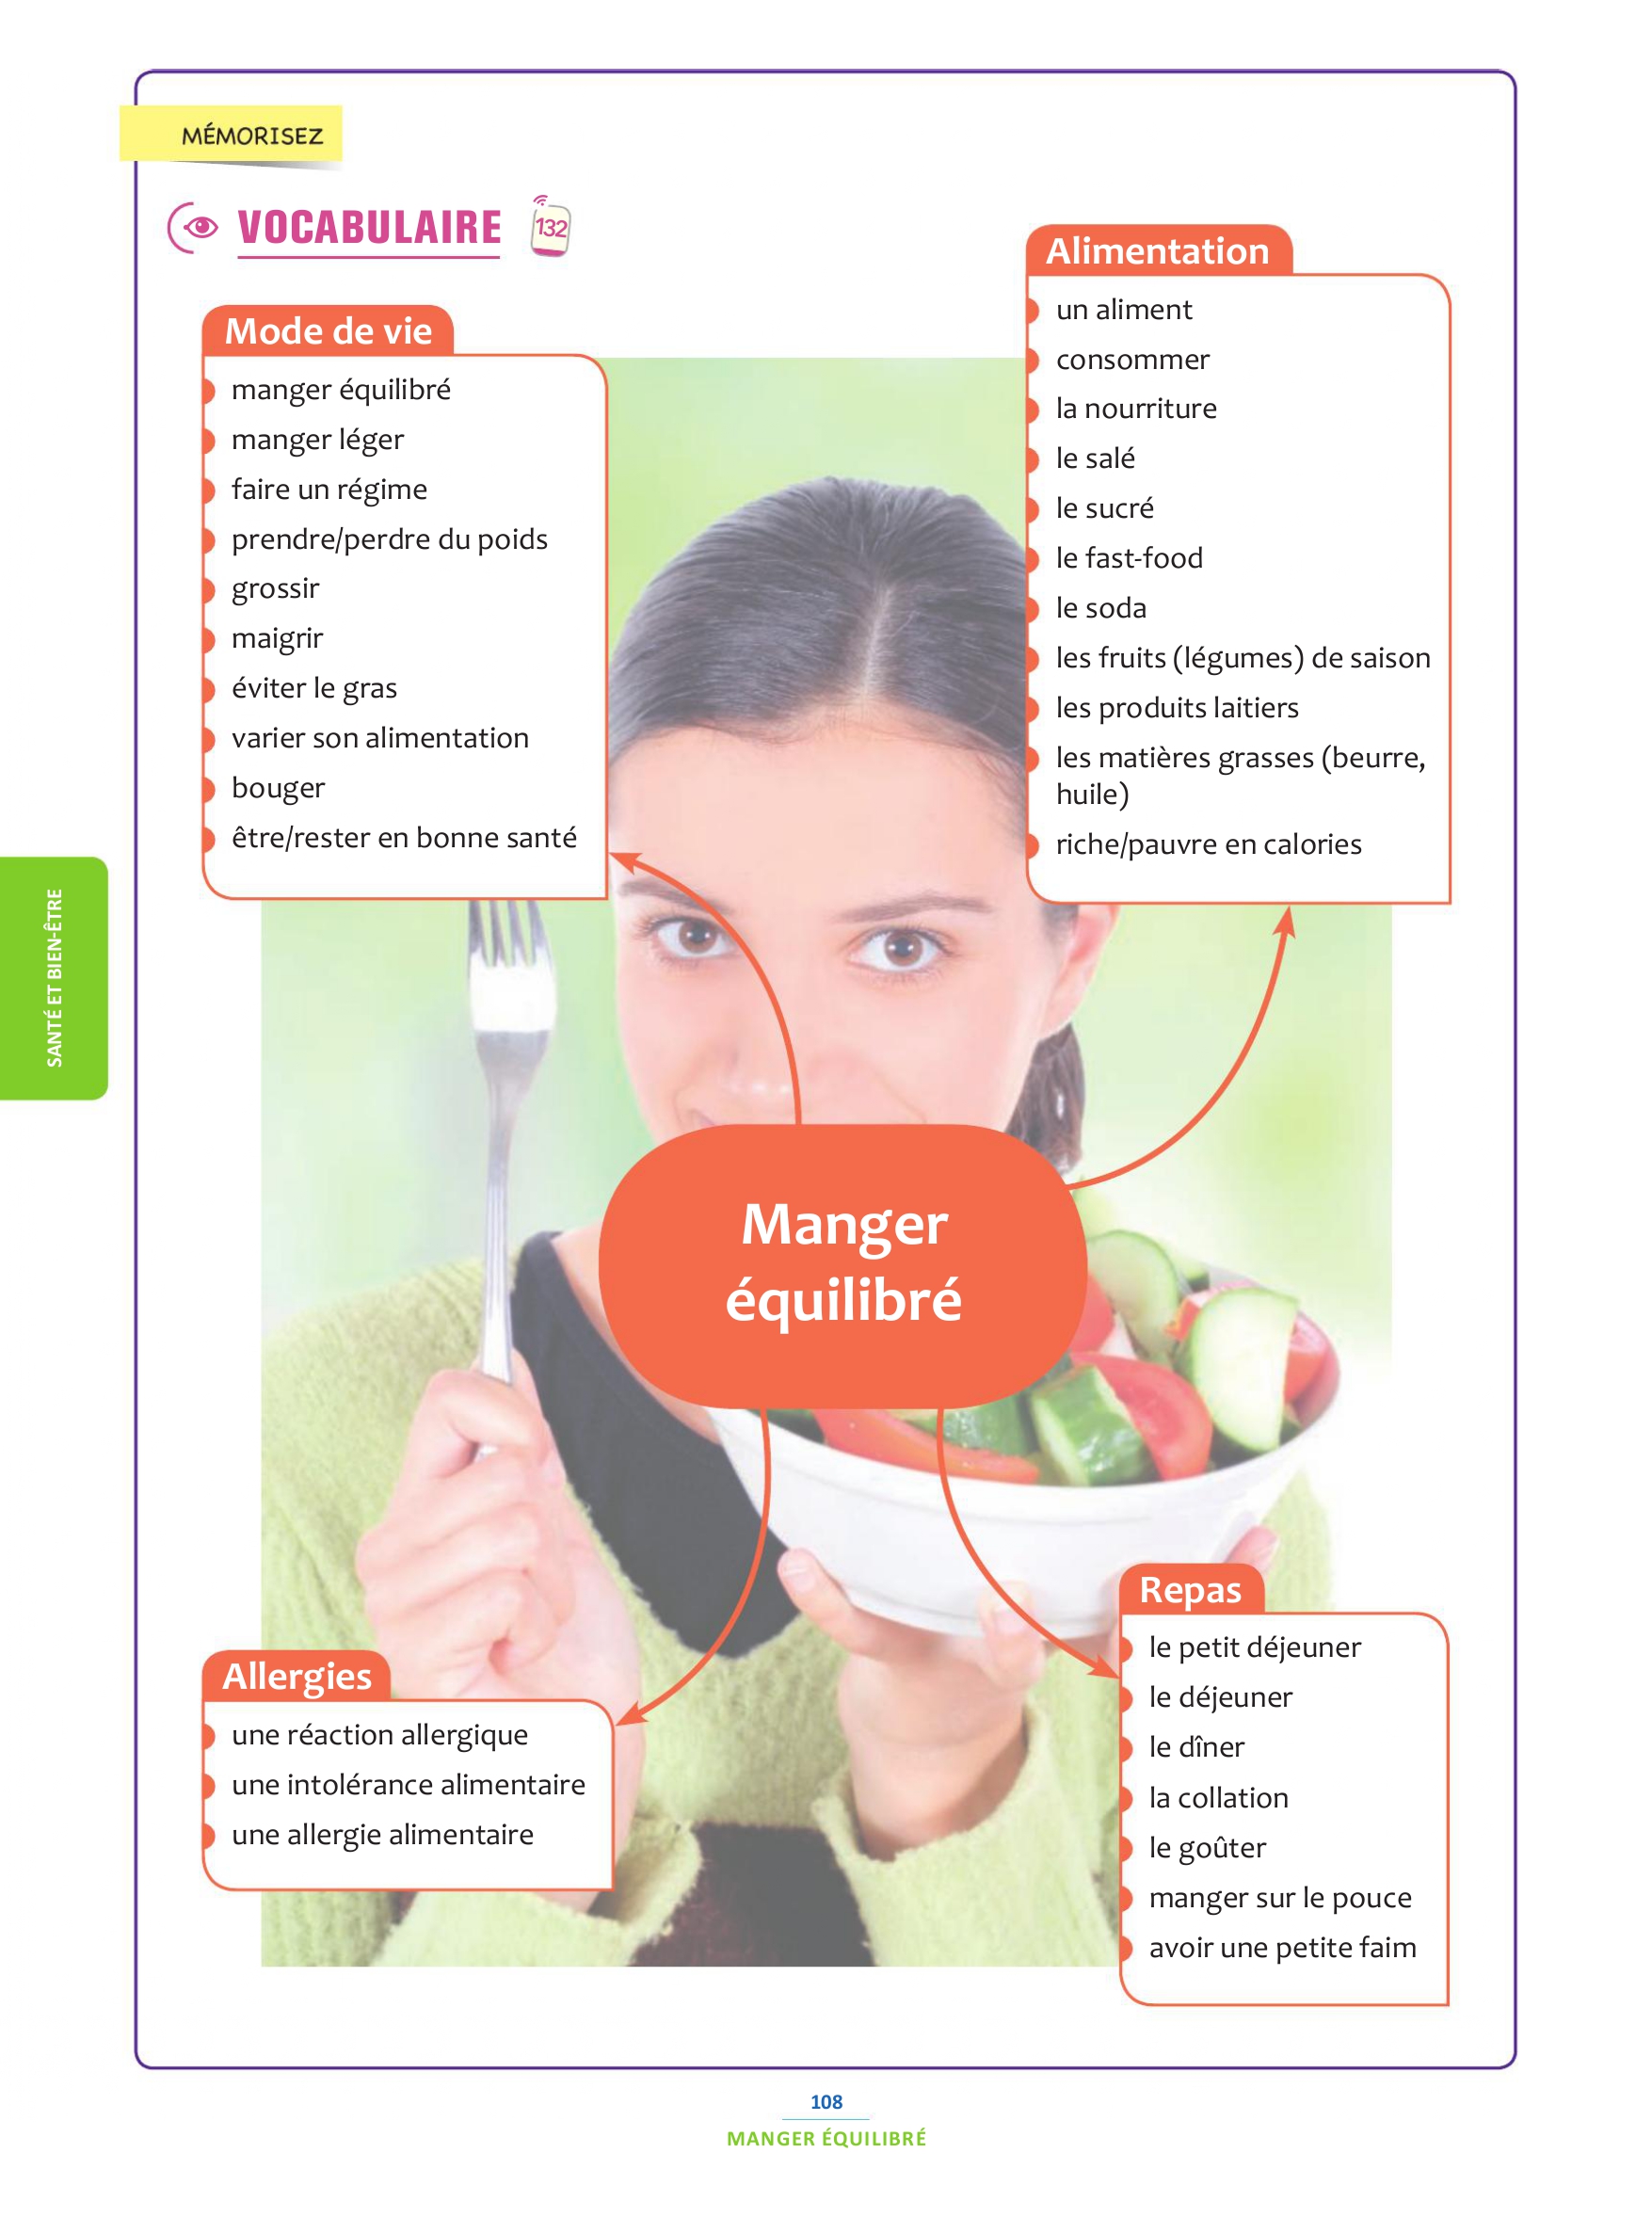 MÉMORISEZ
VOCABULAIRE
132
Mode de vie
manger équilibré
manger léger
faire un régime
prendre/perdre du poids
grossir
maigrir
éviter le gras
varier son alimentation
bouger
être/rester en bonne santé
Alimentation
un aliment
consommer
la nourriture
le salé
le sucré
le fast-food
le soda
les fruits (légumes) de saison
les produits laitiers
les matières grasses (beurre,
huile)
riche/pauvre en calories
SANTÉ ET BIEN-ÊTRE
Manger
équilibré
Allergies
une réaction allergique
une intolérance alimentaire
une allergie alimentaire
Repas
le petit déjeuner
le déjeuner
le dîner
la collation
le goûter
manger sur le pouce
avoir une petite faim
108
MANGER ÉQUILIBRÉ